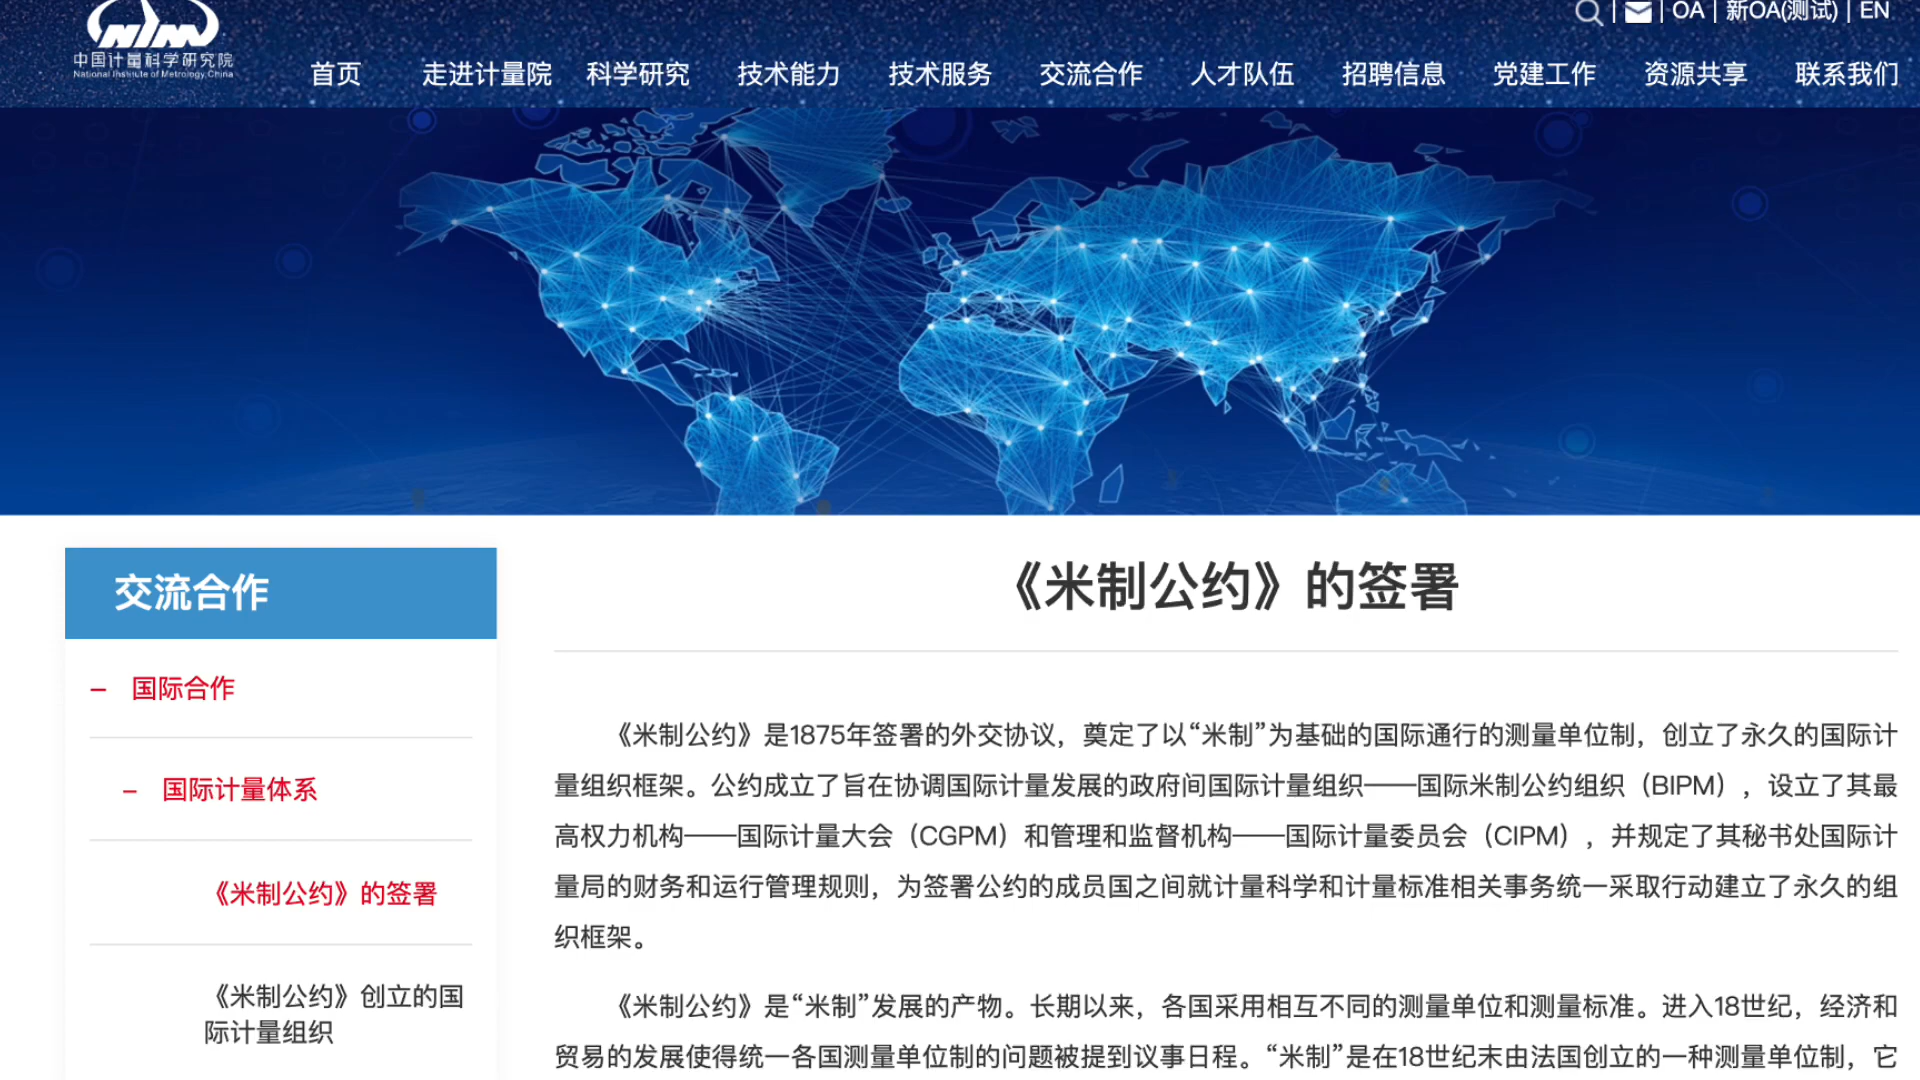 OA | 新OA(测试) | EN
NIM
中国计量科学研究院
National Institute of Metrology, China
首页 走进计量院 科学研究 技术能力 技术服务 交流合作 人才队伍 招聘信息 党建工作 资源共享 联系我们
交流合作
– 国际合作
– 国际计量体系
《米制公约》的签署
《米制公约》创立的国
际计量组织
《米制公约》的签署
《米制公约》是1875年签署的外交协议，奠定了以“米制”为基础的国际通行的测量单位制，创立了永久的国际计
量组织框架。公约成立了旨在协调国际计量发展的政府间国际计量组织——国际米制公约组织（BIPM），设立了其最
高权力机构——国际计量大会（CGPM）和管理和监督机构——国际计量委员会（CIPM），并规定了其秘书处国际计
量局的财务和运行管理规则，为签署公约的成员国之间就计量科学和计量标准相关事务统一采取行动建立了永久的组
织框架。
《米制公约》是“米制”发展的产物。长期以来，各国采用相互不同的测量单位和测量标准。进入18世纪，经济和
贸易的发展使得统一各国测量单位制的问题被提到议事日程。“米制”是在18世纪末由法国创立的一种测量单位制，它